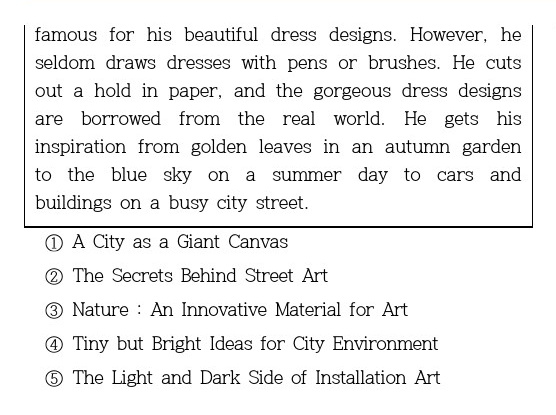 famous for his beautiful dress designs. However, he
seldom draws dresses with pens or brushes. He cuts
out a hold in paper, and the gorgeous dress designs
are borrowed from the real world. He gets his
inspiration from golden leaves in an autumn garden
to the blue sky on a summer day to cars and
buildings on a busy city street.
① A City as a Giant Canvas
② The Secrets Behind Street Art
③ Nature : An Innovative Material for Art
④ Tiny but Bright Ideas for City Environment
⑤ The Light and Dark Side of Installation Art